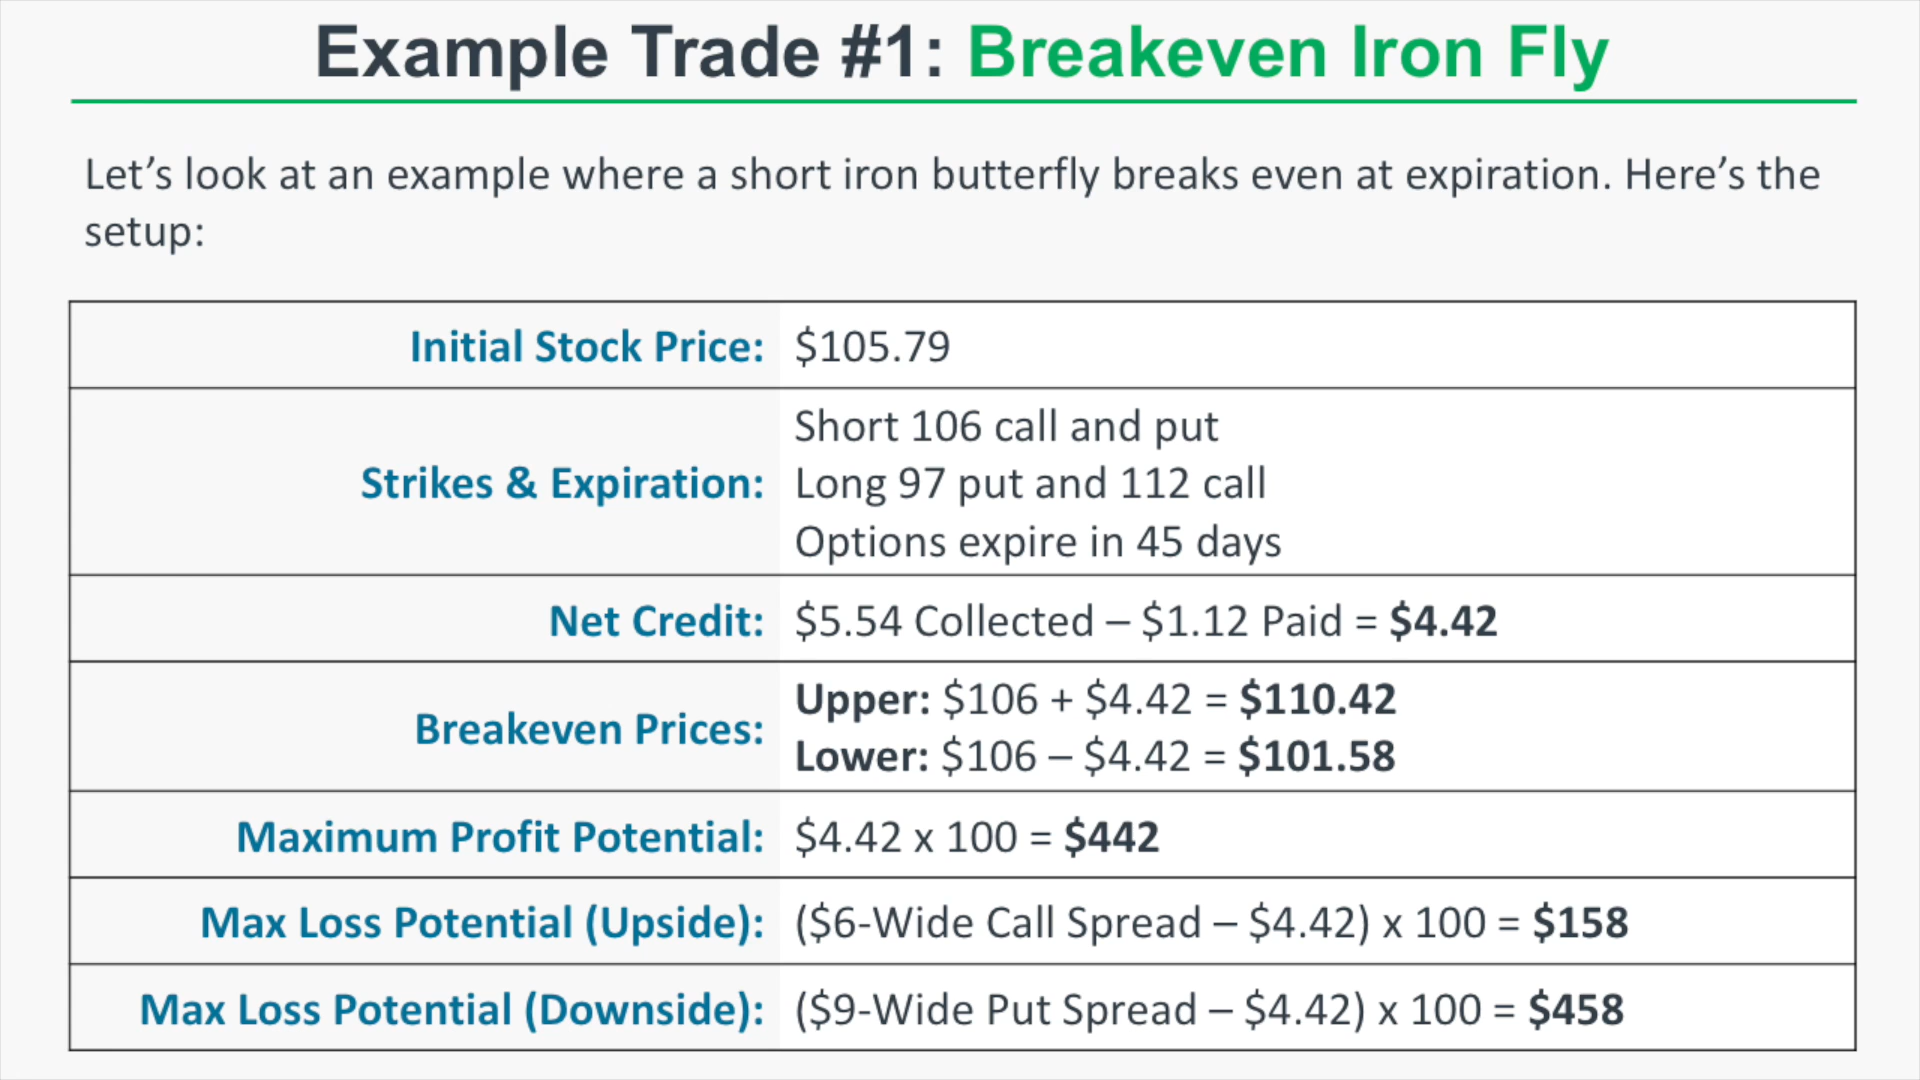 Example Trade #1: Breakeven Iron Fly
Let’s look at an example where a short iron butterfly breaks even at expiration. Here’s the
setup:
Initial Stock Price: $105.79
Strikes & Expiration: Short 106 call and put
Long 97 put and 112 call
Options expire in 45 days
Net Credit: $5.54 Collected – $1.12 Paid = $4.42
Breakeven Prices: Upper: $106 + $4.42 = $110.42
Lower: $106 – $4.42 = $101.58
Maximum Profit Potential: $4.42 x 100 = $442
Max Loss Potential (Upside): ($6-Wide Call Spread – $4.42) x 100 = $158
Max Loss Potential (Downside): ($9-Wide Put Spread – $4.42) x 100 = $458